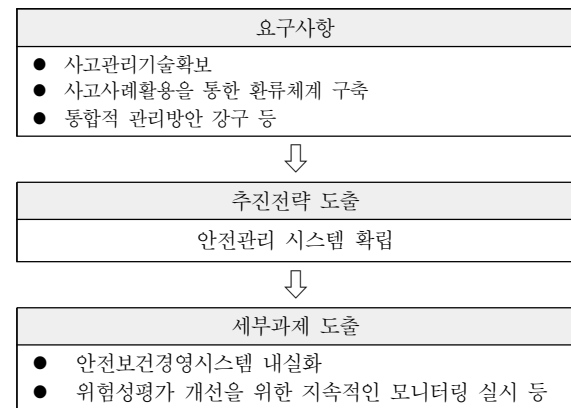 요구사항
● 사고관리기술확보
● 사고사례활용을 통한 환류체계 구축
● 통합적 관리방안 강구 등
추진전략 도출
안전관리 시스템 확립
세부과제 도출
● 안전보건경영시스템 내실화
● 위험성평가 개선을 위한 지속적인 모니터링 실시 등